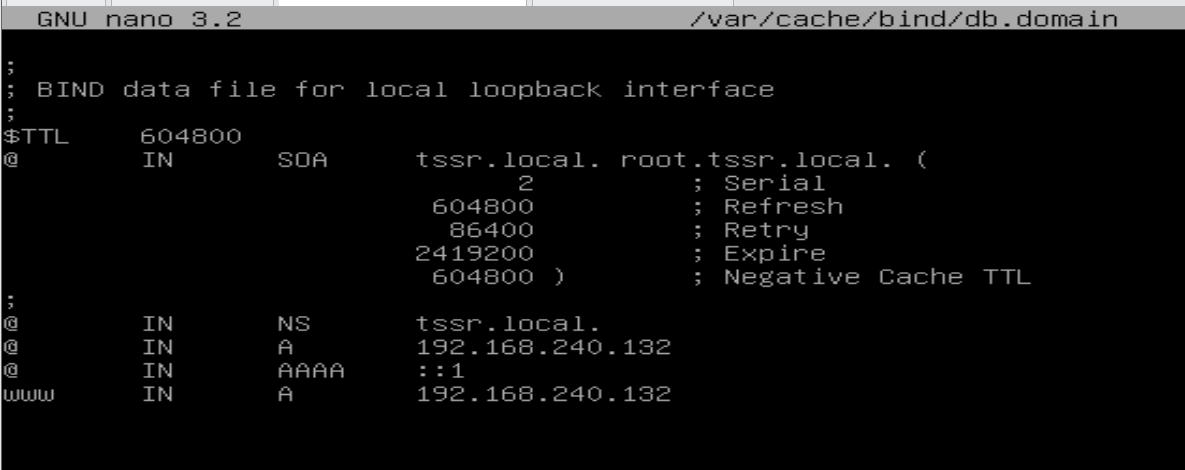 GNU nano 3.2 /var/cache/bind/db.domain
;
; BIND data file for local loopback interface
;
$TTL 604800
@ IN SOA tssr.local. root.tssr.local. (
2 ; Serial
604800 ; Refresh
86400 ; Retry
2419200 ; Expire
604800 ) ; Negative Cache TTL
;
@ IN NS tssr.local.
@ IN A 192.168.240.132
@ IN AAAA ::1
www IN A 192.168.240.132